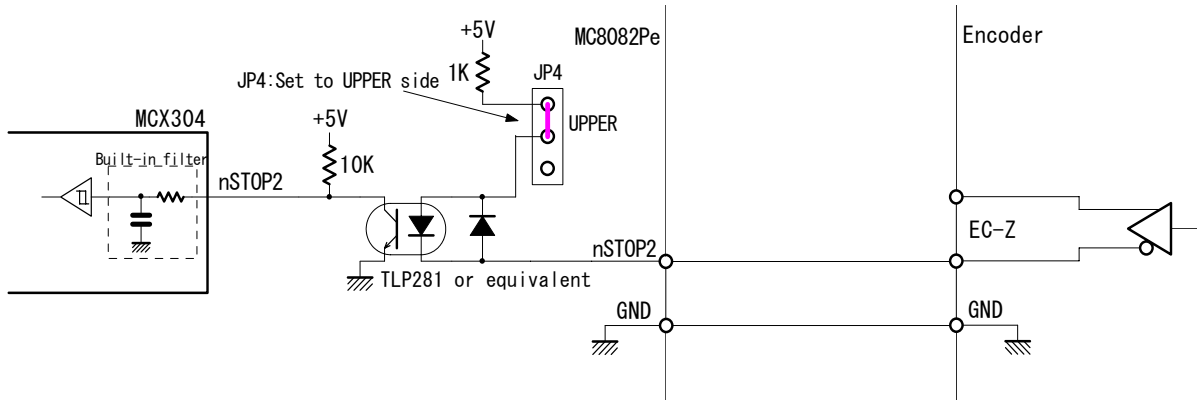 +5V
MC8082Pe
Encoder
1K
JP4
JP4:Set to UPPER side
MCX304
+5V
UPPER
Built-in filter
10K
nSTOP2
EC-Z
nSTOP2
TLP281 or equivalent
GND
GND